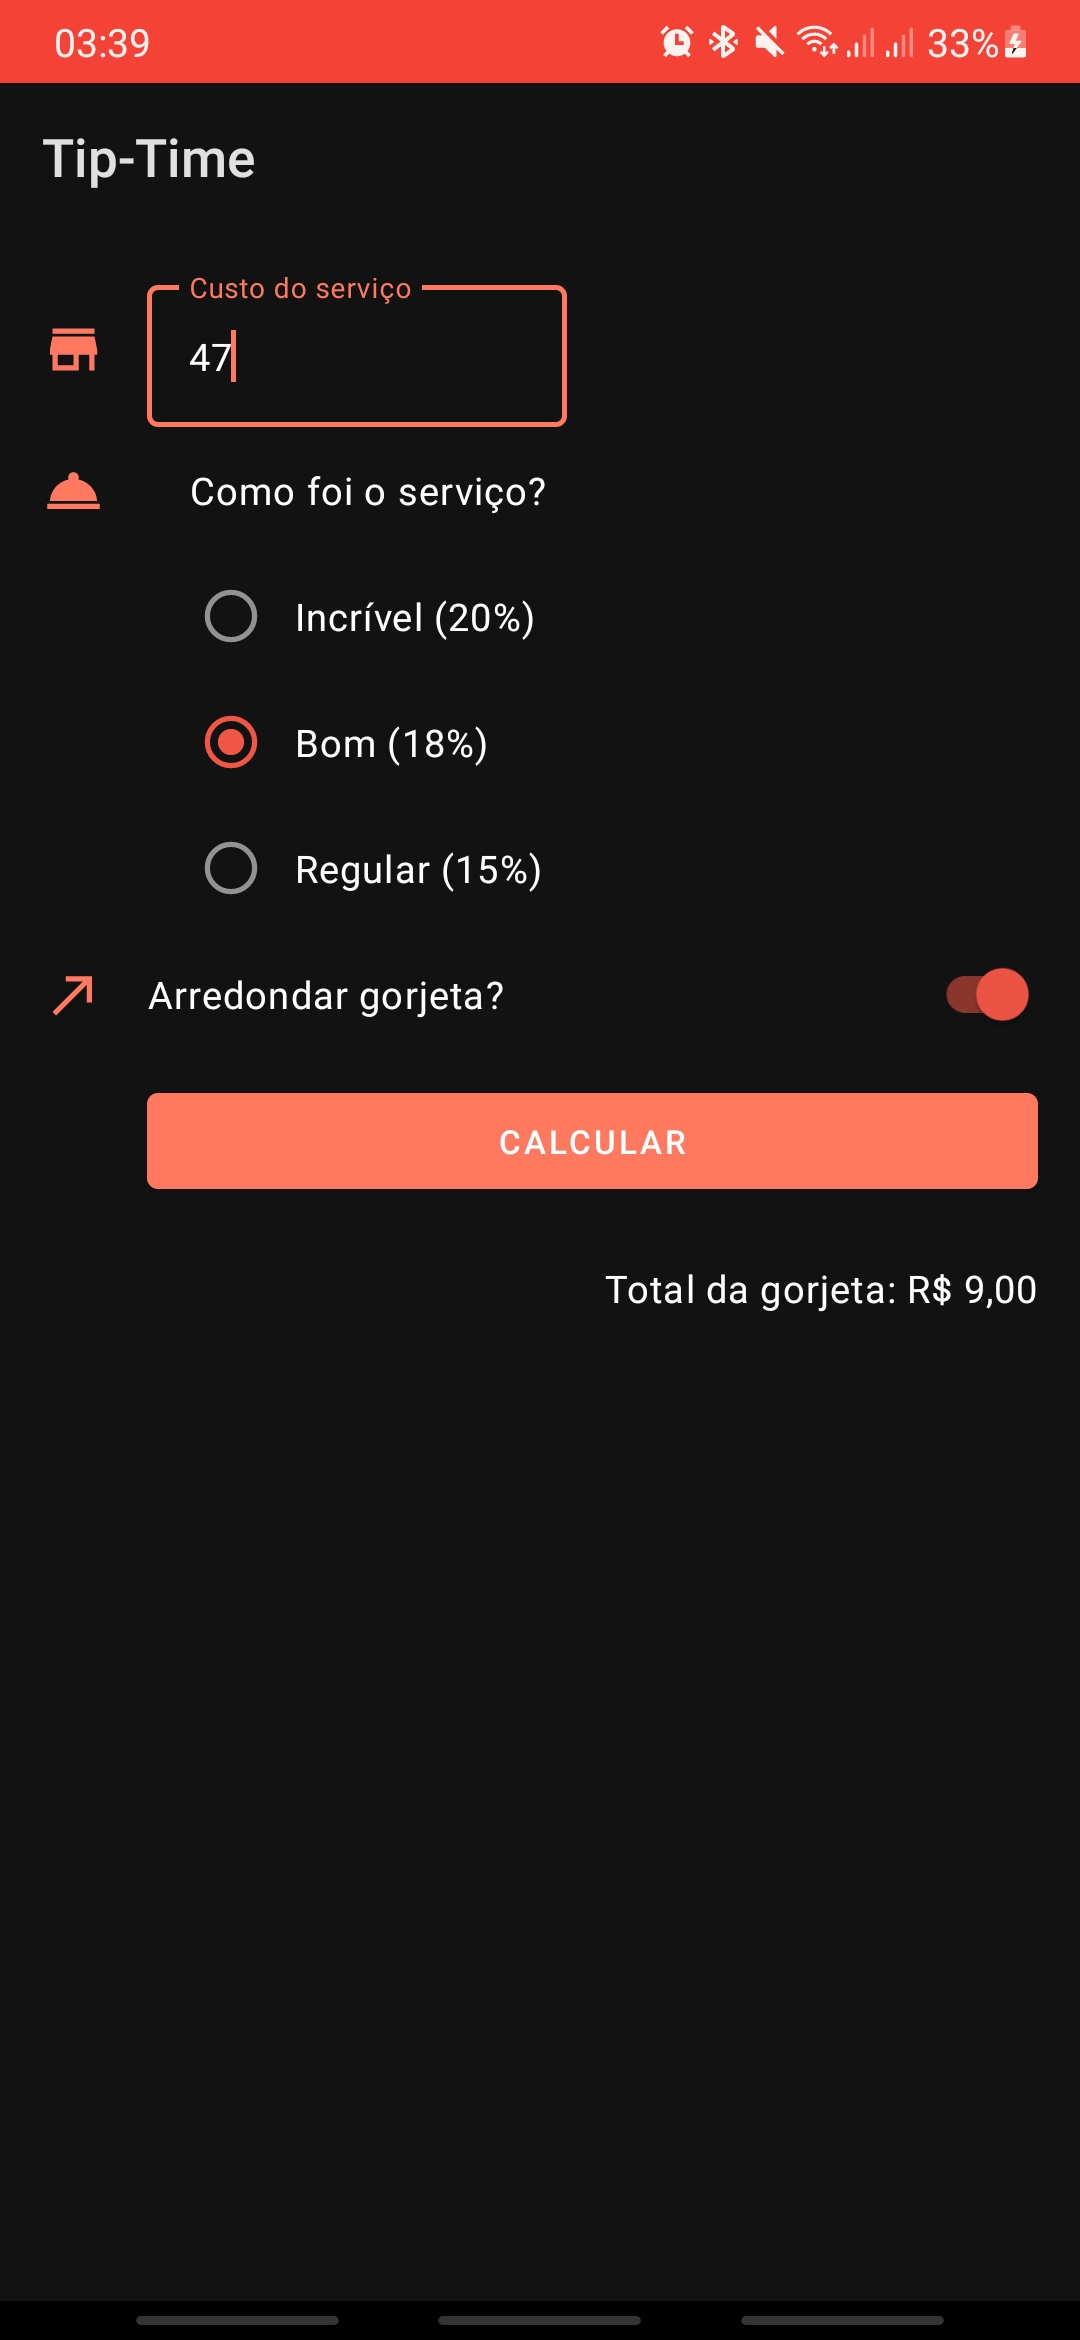 03:39 33%
Tip-Time
Custo do serviço
47
Como foi o serviço?
Incrível (20%)
Bom (18%)
Regular (15%)
Arredondar gorjeta?
CALCULAR
Total da gorjeta: R$ 9,00